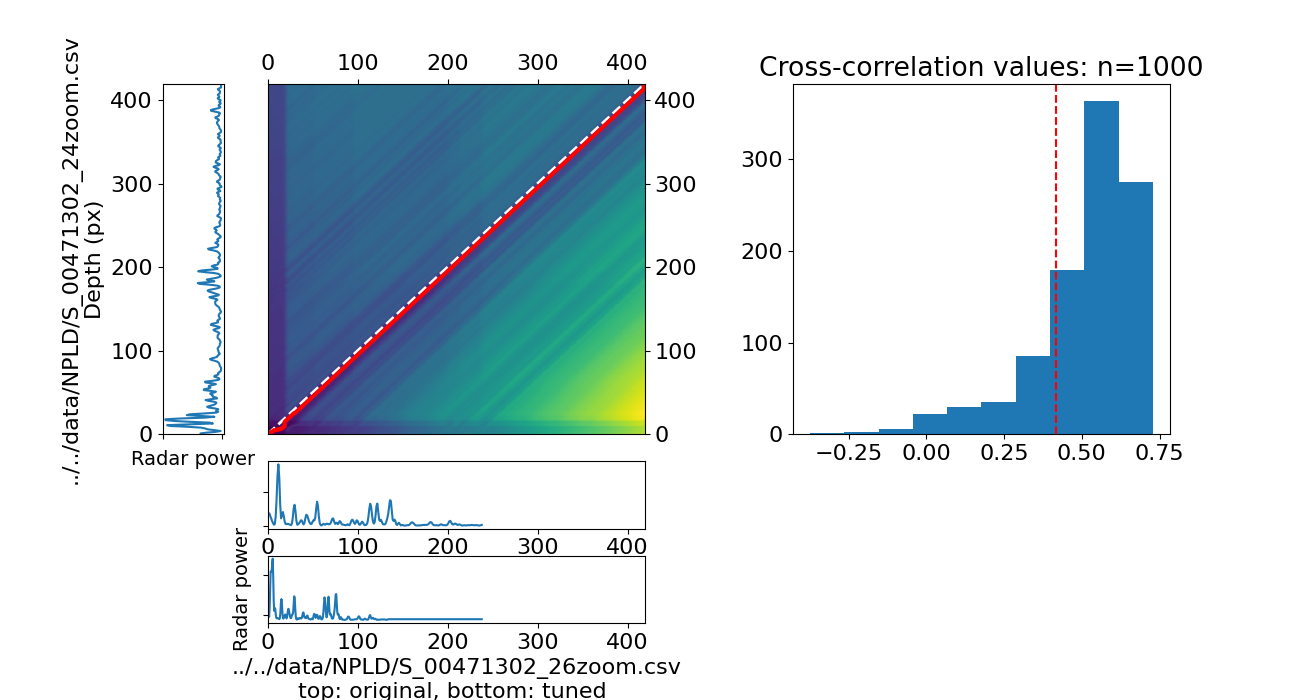 0 100 200 300 400
Cross-correlation values: n=1000
../../data/NPLD/S_00471302_24zoom.csv
Depth (px)
400
300
200
100
0
Radar power
400
300
200
100
0
300
200
100
0
−0.25 0.00 0.25 0.50 0.75
0 100 200 300 400
Radar power
0 100 200 300 400
../../data/NPLD/S_00471302_26zoom.csv
top: original, bottom: tuned